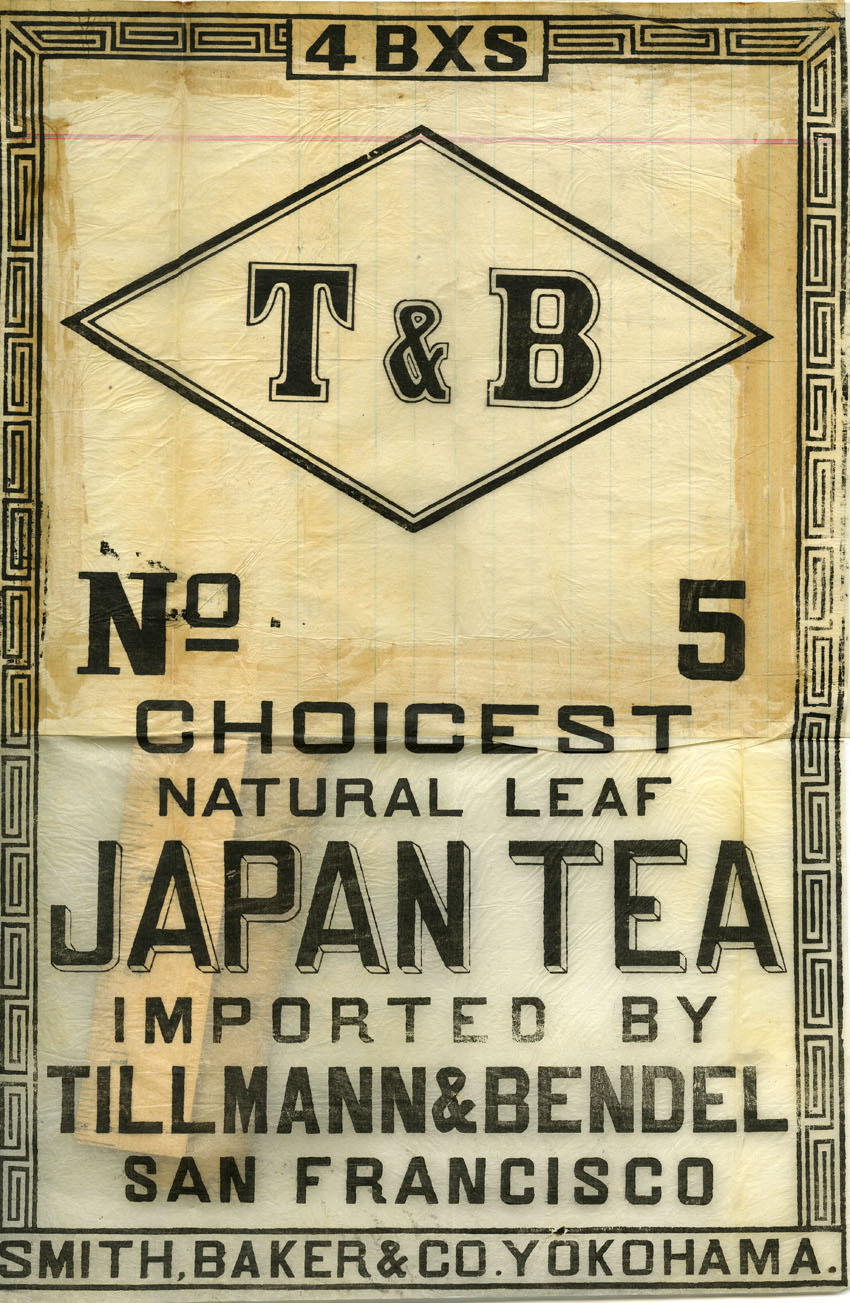 4 BXS
T & B
No 5
CHOICEST
NATURAL LEAF
JAPAN TEA
IMPORTED BY
TILLMANN & BENDEL
SAN FRANCISCO
SMITH, BAKER & CO. YOKOHAMA.